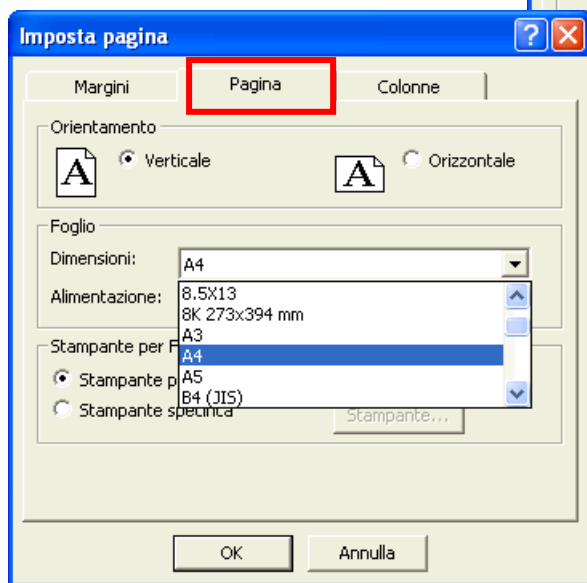 Imposta pagina
Margini Pagina Colonne
Orientamento
A Verticale A Orizzontale
Foglio
Dimensioni: A4
Alimentazione: 8.5X13
8K 273x394 mm
A3
Stampante per F
A4
Stampante p A5
B4 (JIS)
Stampante specifica Stampante...
OK Annulla